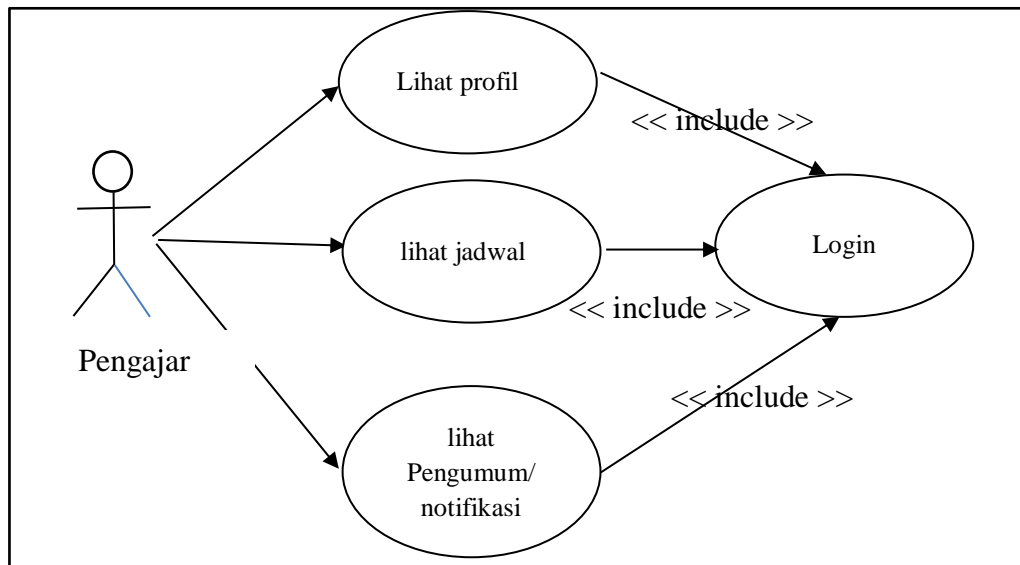 Lihat profil
<< include >>
lihat jadwal
Login
<< include >>
Pengajar
<< include >>
lihat
Pengumum/
notifikasi